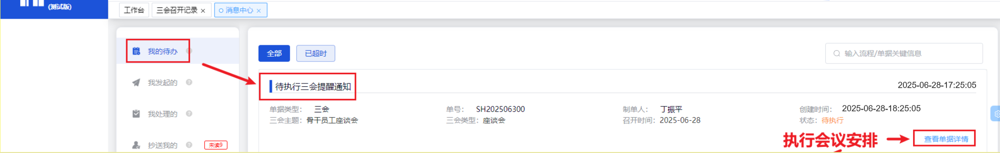 (测试版)
工作台 三会召开记录 × 消息中心 ×
我的待办
我发起的
我处理的
抄送我的 未读9
全部 已超时 输入流程/单据关键信息
待执行三会提醒通知 2025-06-28-17:25:05
单据类型： 三会 单号： SH202506300 制单人： 丁振平 创建时间： 2025-06-28-18:25:05
三会主题：骨干员工座谈会 三会类型：座谈会 召开时间：2025-06-28 状态：待执行
执行会议安排 查看单据详情